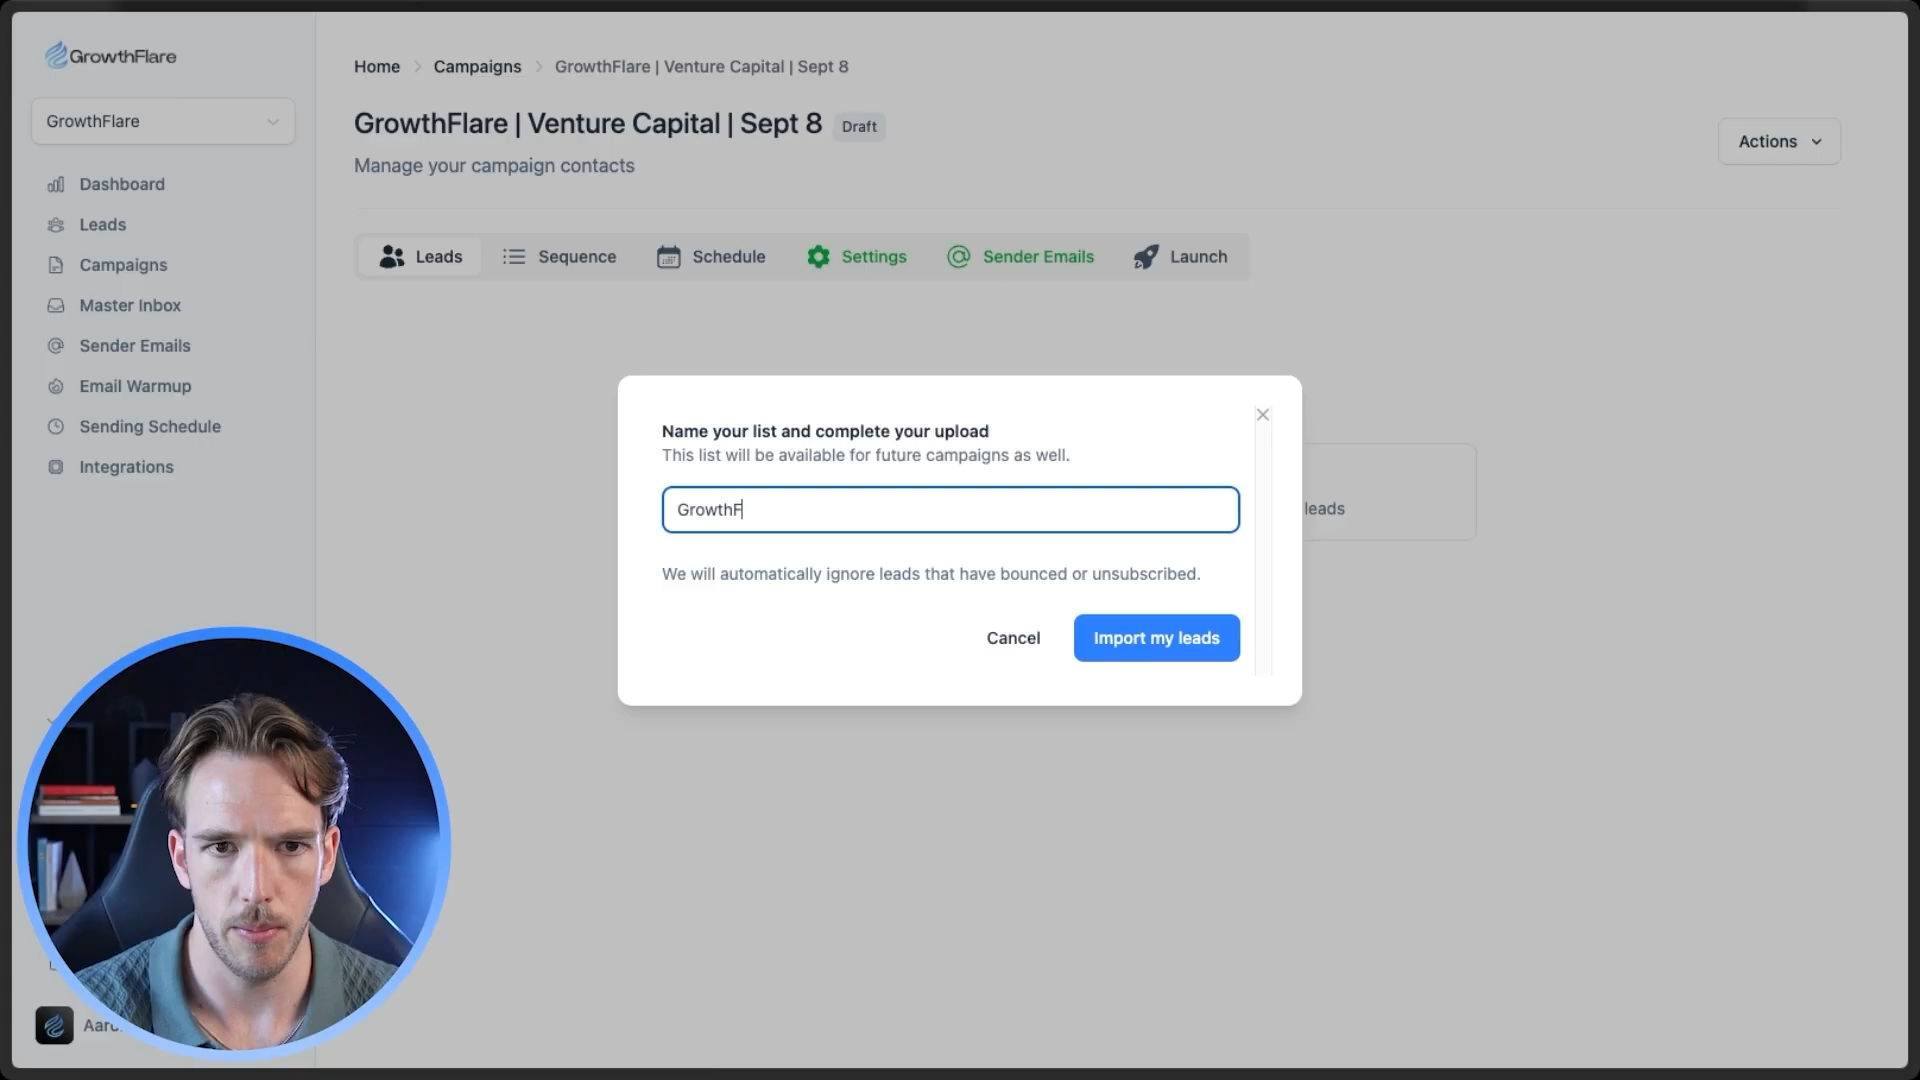 GrowthFlare
GrowthFlare
Dashboard
Leads
Campaigns
Master Inbox
Sender Emails
Email Warmup
Sending Schedule
Integrations
Home
Campaigns
GrowthFlare | Venture Capital | Sept 8
GrowthFlare | Venture Capital | Sept 8
Draft
Manage your campaign contacts
Actions
Leads
Sequence
Schedule
Settings
Sender Emails
Launch
Name your list and complete your upload
This list will be available for future campaigns as well.
GrowthF
leads
We will automatically ignore leads that have bounced or unsubscribed.
Cancel
Import my leads